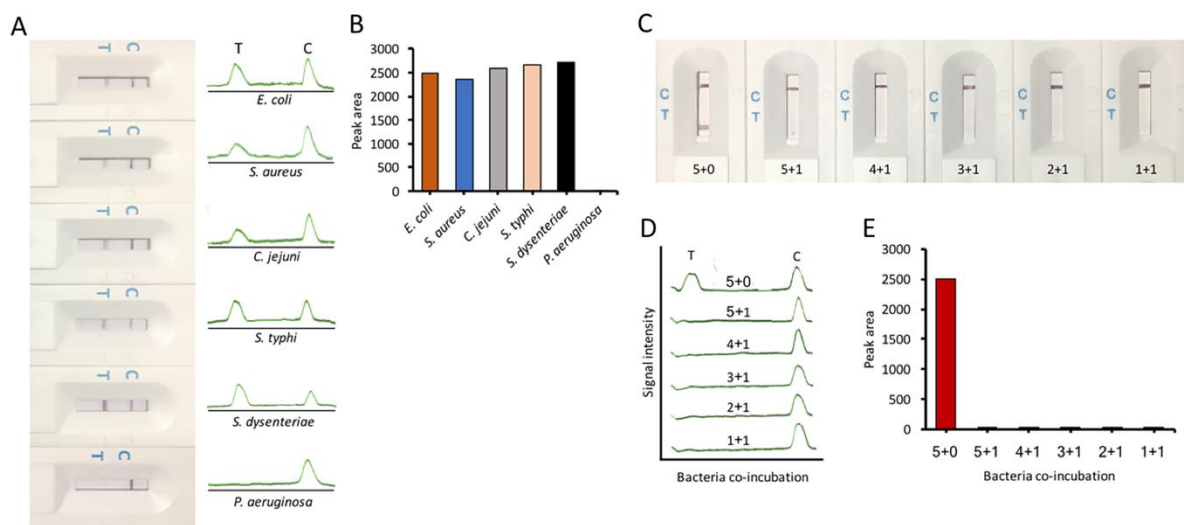 A
T C
T C
T C
T C
T C
T C
T C
E. coli
S. aureus
C. jejuni
S. typhi
S. dysenteriae
P. aeruginosa
B
3000
2500
2000
1500
1000
500
0
Peak area
E. coli
S. aureus
C. jejuni
S. typhi
S. dysenteriae
P. aeruginosa
C
C T
C T
C T
C T
C T
C T
5+0
5+1
4+1
3+1
2+1
1+1
D
T C
5+0
5+1
4+1
3+1
2+1
1+1
Signal intensity
Bacteria co-incubation
E
3000
2500
2000
1500
1000
500
0
Peak area
5+0 5+1 4+1 3+1 2+1 1+1
Bacteria co-incubation